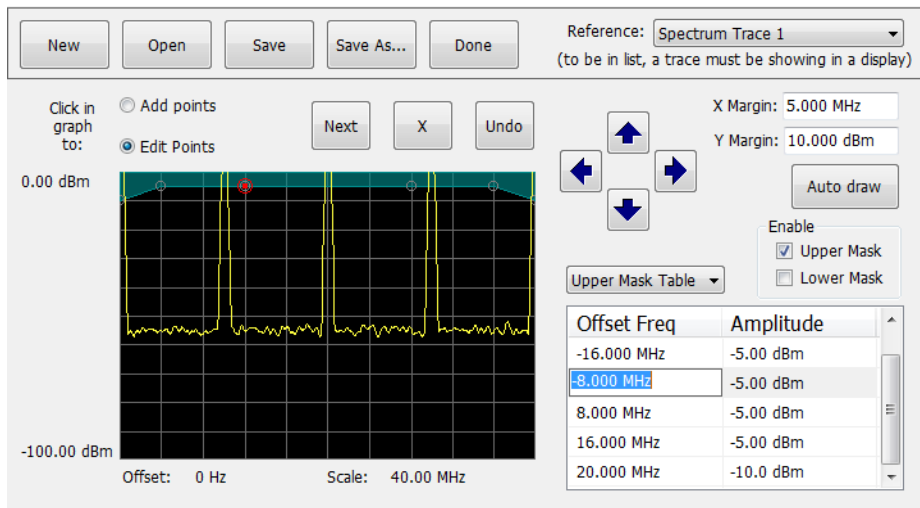 New
Open
Save
Save As...
Done
Reference:
Spectrum Trace 1
(to be in list, a trace must be showing in a display)
Click in
graph
to:
Add points
Edit Points
Next
X
Undo
X Margin:
5.000 MHz
Y Margin:
10.000 dBm
Auto draw
Enable
Upper Mask
Lower Mask
0.00 dBm
-100.00 dBm
Offset:
0 Hz
Scale:
40.00 MHz
Upper Mask Table
Offset Freq
Amplitude
-16.000 MHz
-5.00 dBm
-8.000 MHz
-5.00 dBm
8.000 MHz
-5.00 dBm
16.000 MHz
-5.00 dBm
20.000 MHz
-10.0 dBm